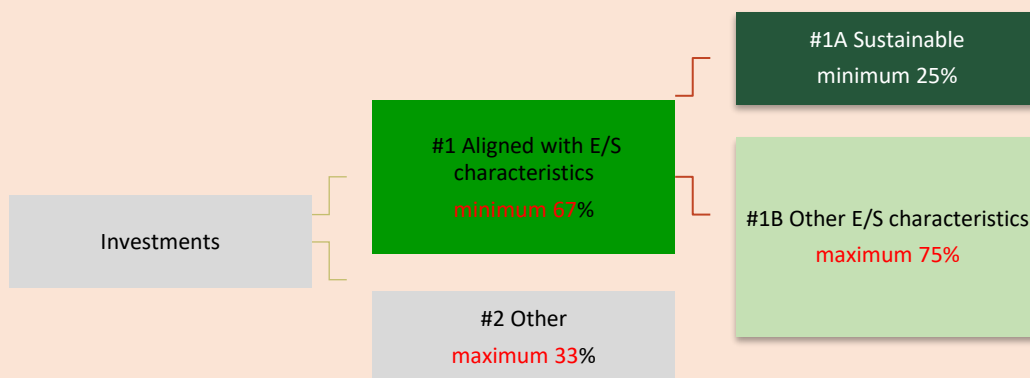 #1A Sustainable
minimum 25%
#1 Aligned with E/S
characteristics
minimum 67%
#1B Other E/S characteristics
maximum 75%
Investments
#2 Other
maximum 33%